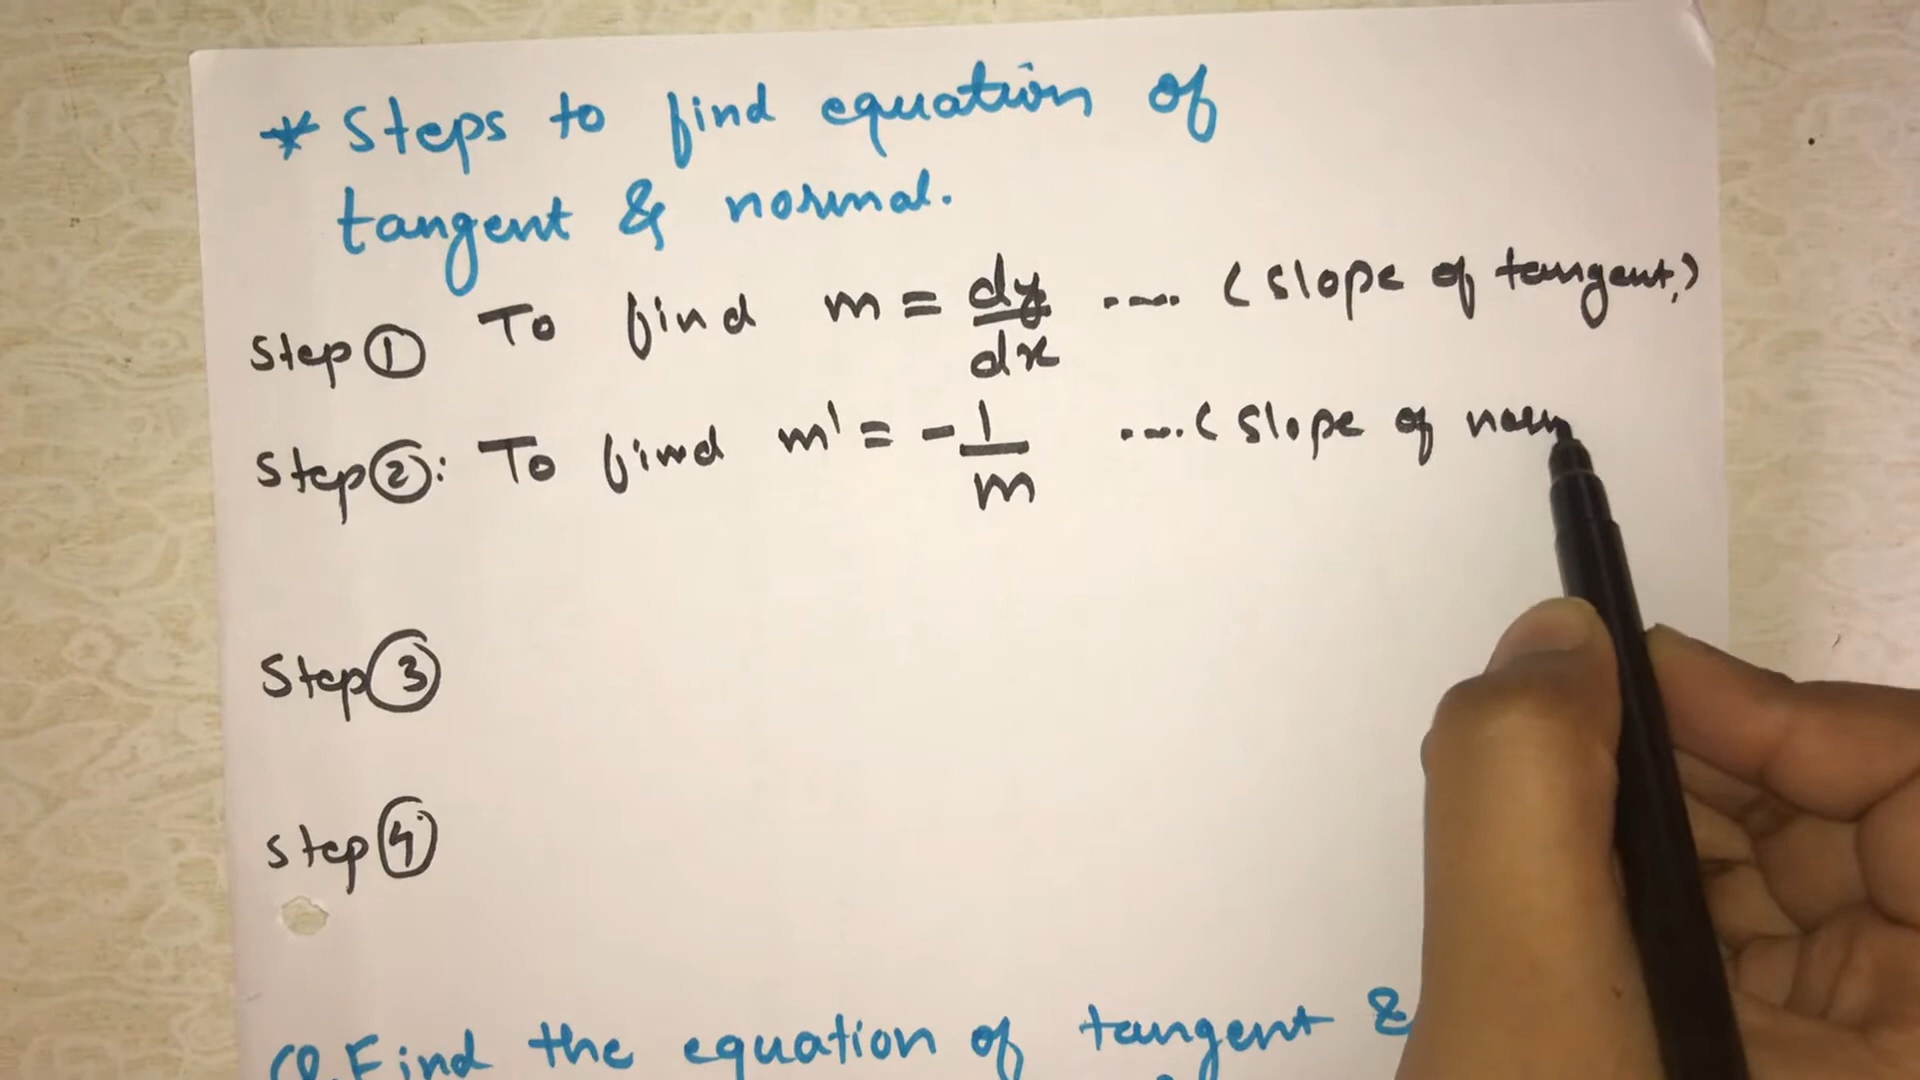 * Steps to find equation of
tangent & normal.
Step ① To find m = dy/dx ..... (slope of tangent)
Step ②: To find m' = -1/m ....(slope of norm
Step ③
Step ④
Q. Find the equation of tangent &